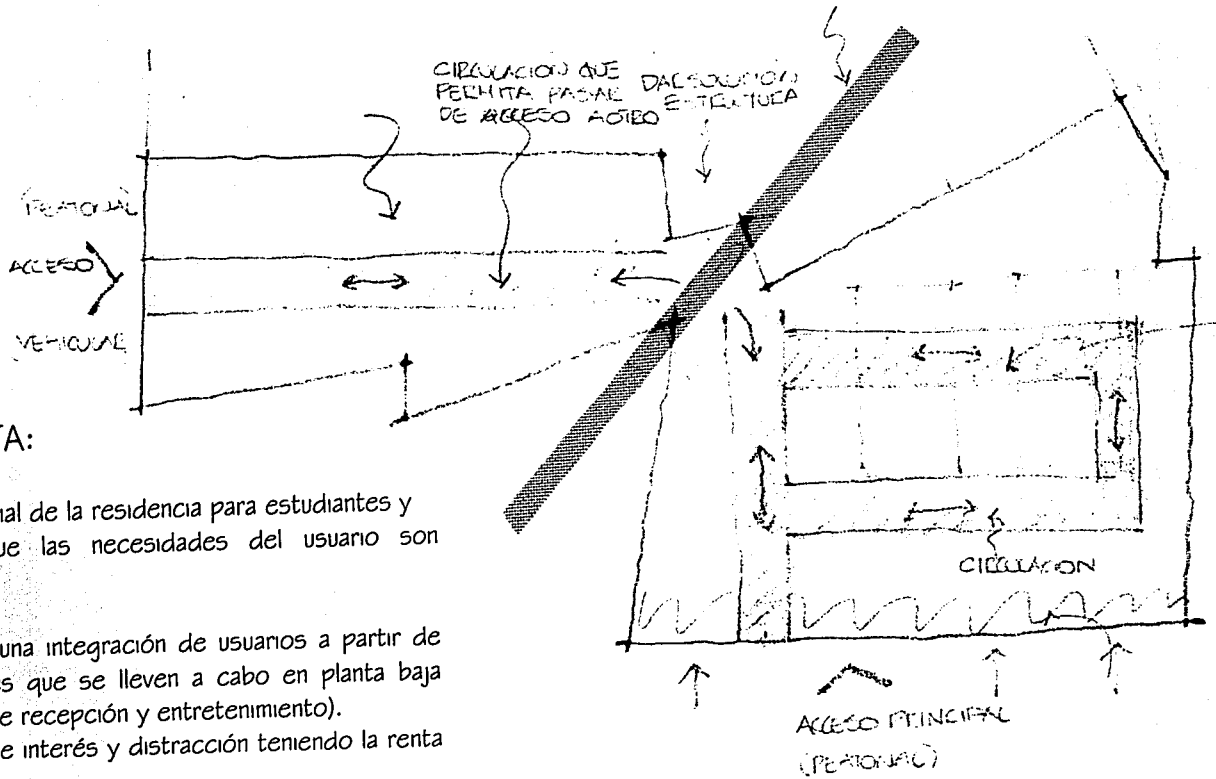 CIRCULACION QUE
PERMITA PASAR
DE ACCESO A OTRO
DAR SOLUCIÓN
ESTRUCTURA
(PEATONAL
ACCESO
VEHICULAR
TA:
nal de la residencia para estudiantes y
ue las necesidades del usuario son
una integración de usuarios a partir de
s que se lleven a cabo en planta baja
e recepción y entretenimiento).
e interés y distracción teniendo la renta
CIRCULACION
ACCESO PRINCIPAL
(PEATONAL)